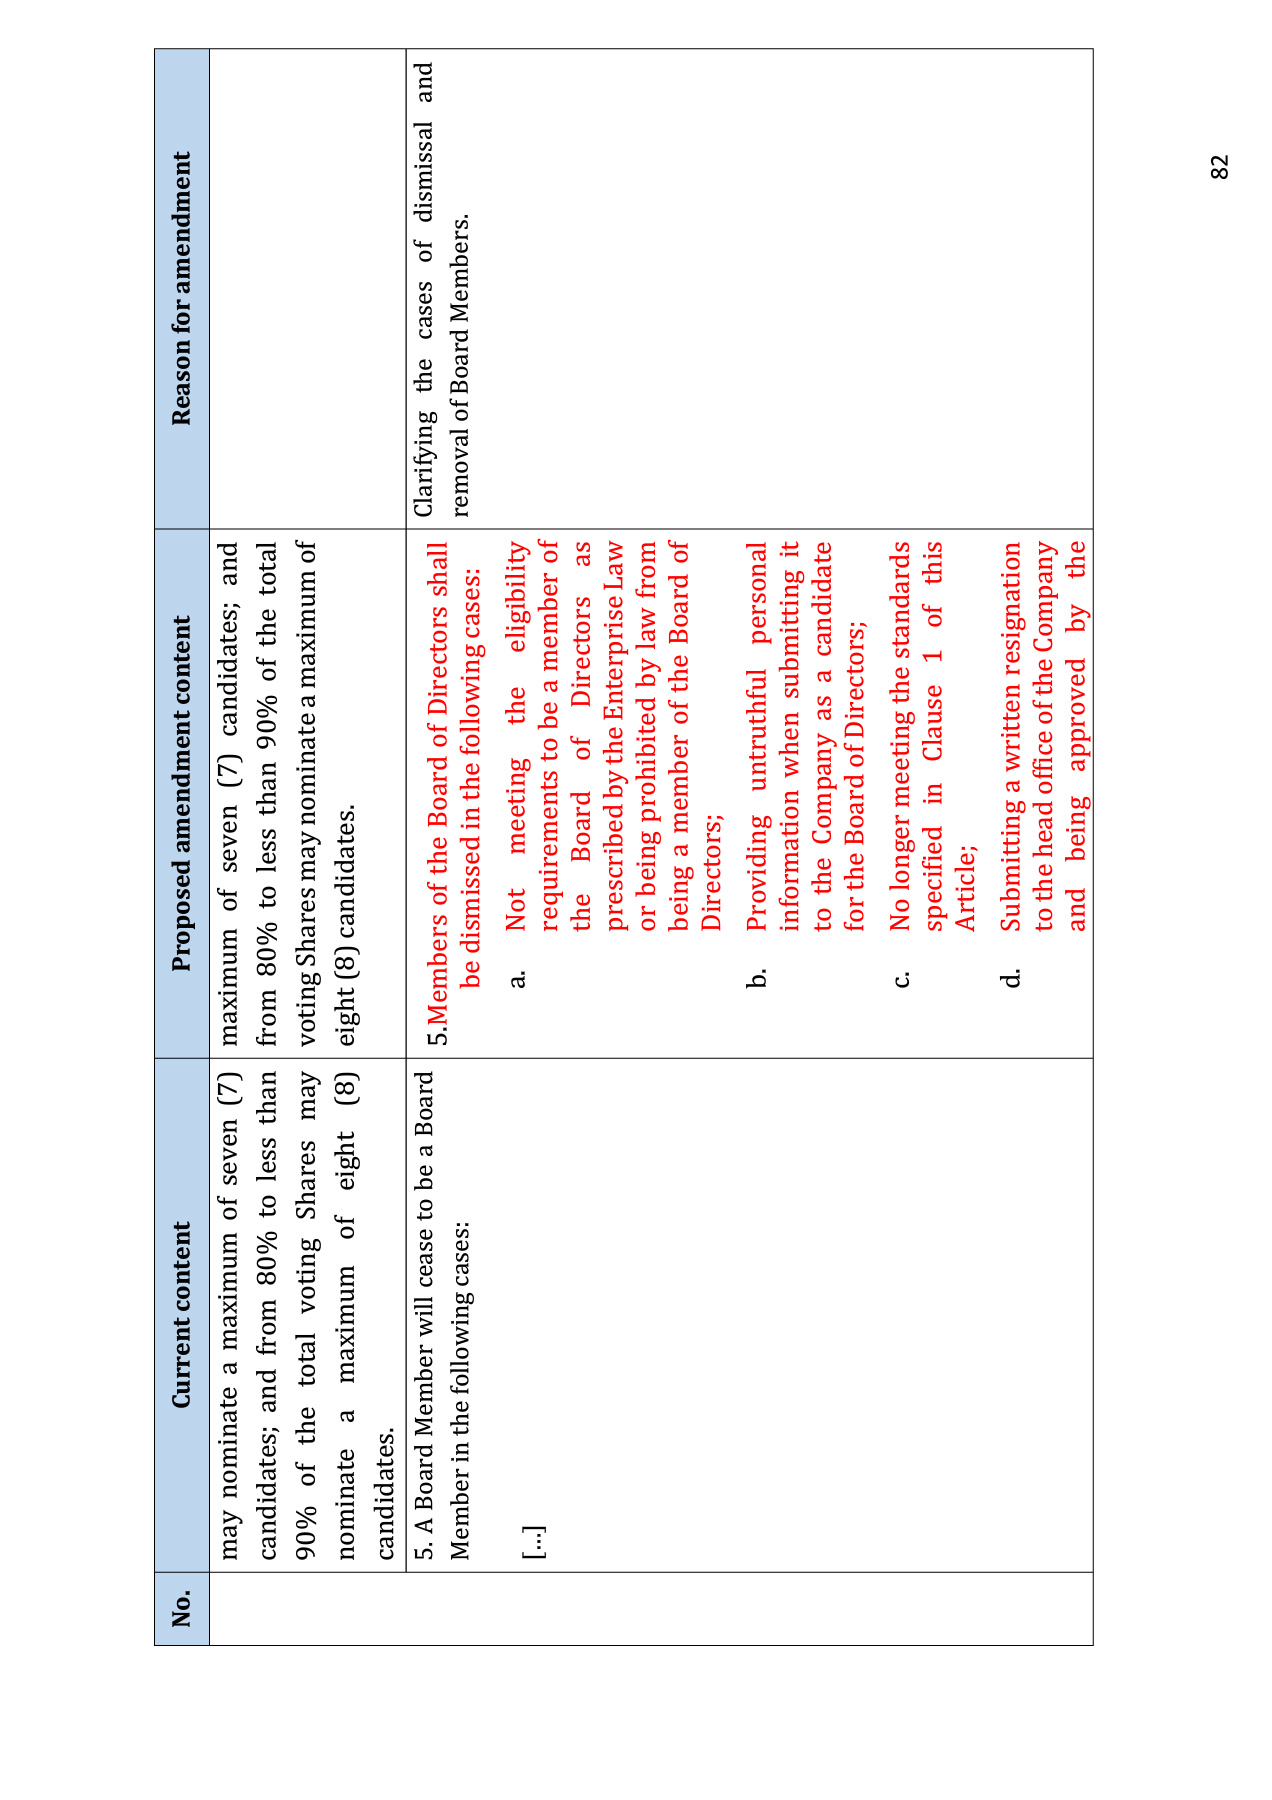 No.
Current content
Proposed amendment content
Reason for amendment
may nominate a maximum of seven (7)
candidates; and from 80% to less than
90% of the total voting Shares may
nominate a maximum of eight (8)
candidates.
maximum of seven (7) candidates; and
from 80% to less than 90% of the total
voting Shares may nominate a maximum of
eight (8) candidates.
5. A Board Member will cease to be a Board
Member in the following cases:
[...]
5.Members of the Board of Directors shall
be dismissed in the following cases:
a. Not meeting the eligibility
requirements to be a member of
the Board of Directors as
prescribed by the Enterprise Law
or being prohibited by law from
being a member of the Board of
Directors;
b. Providing untruthful personal
information when submitting it
to the Company as a candidate
for the Board of Directors;
c. No longer meeting the standards
specified in Clause 1 of this
Article;
d. Submitting a written resignation
to the head office of the Company
and being approved by the
Clarifying the cases of dismissal and
removal of Board Members.
82